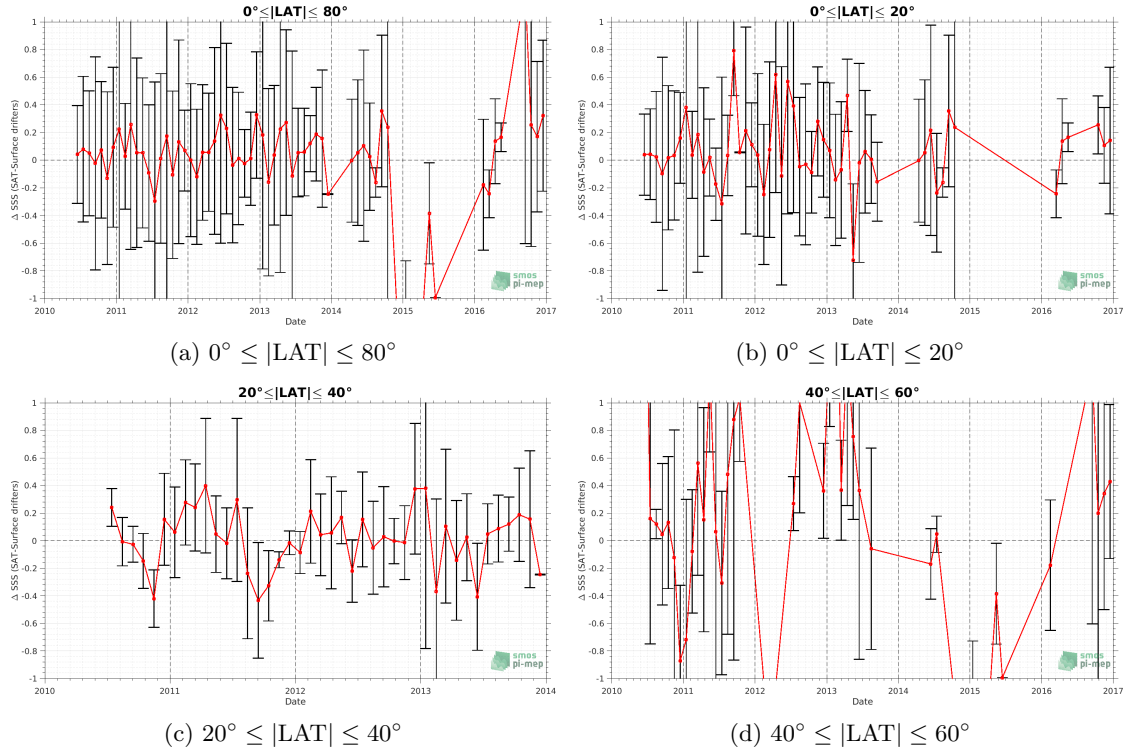 0°≤|LAT|≤ 80°
1
0.8
0.6
0.4
0.2
0
-0.2
-0.4
-0.6
-0.8
-1
Δ SSS (SAT-Surface drifters)
2010 2011 2012 2013 2014 2015 2016 2017
Date
smos
pi-mep
(a) 0° ≤ |LAT| ≤ 80°
0°≤|LAT|≤ 20°
1
0.8
0.6
0.4
0.2
0
-0.2
-0.4
-0.6
-0.8
-1
Δ SSS (SAT-Surface drifters)
2010 2011 2012 2013 2014 2015 2016 2017
Date
smos
pi-mep
(b) 0° ≤ |LAT| ≤ 20°
20°≤|LAT|≤ 40°
1
0.8
0.6
0.4
0.2
0
-0.2
-0.4
-0.6
-0.8
-1
Δ SSS (SAT-Surface drifters)
2010 2011 2012 2013 2014
Date
smos
pi-mep
(c) 20° ≤ |LAT| ≤ 40°
40°≤|LAT|≤ 60°
1
0.8
0.6
0.4
0.2
0
-0.2
-0.4
-0.6
-0.8
-1
Δ SSS (SAT-Surface drifters)
2010 2011 2012 2013 2014 2015 2016 2017
Date
smos
pi-mep
(d) 40° ≤ |LAT| ≤ 60°